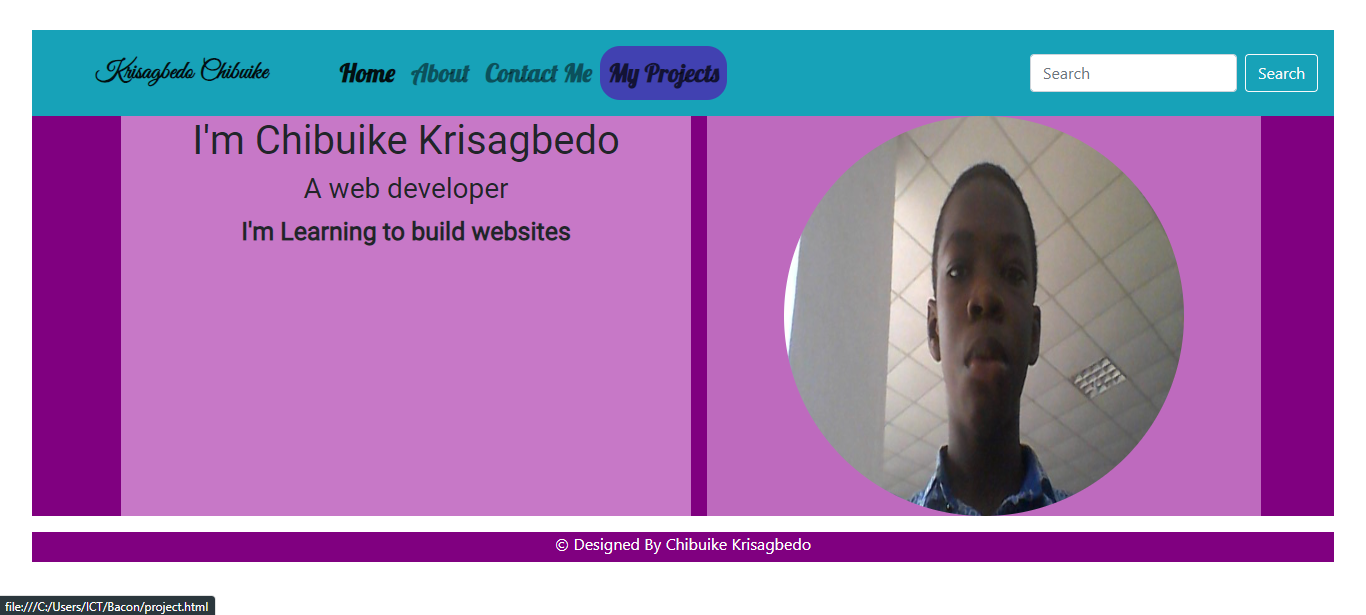 Krisagbedo Chibuike
Home About Contact Me My Projects Search Search
I'm Chibuike Krisagbedo
A web developer
I'm Learning to build websites
© Designed By Chibuike Krisagbedo
file:///C:/Users/ICT/Bacon/project.html